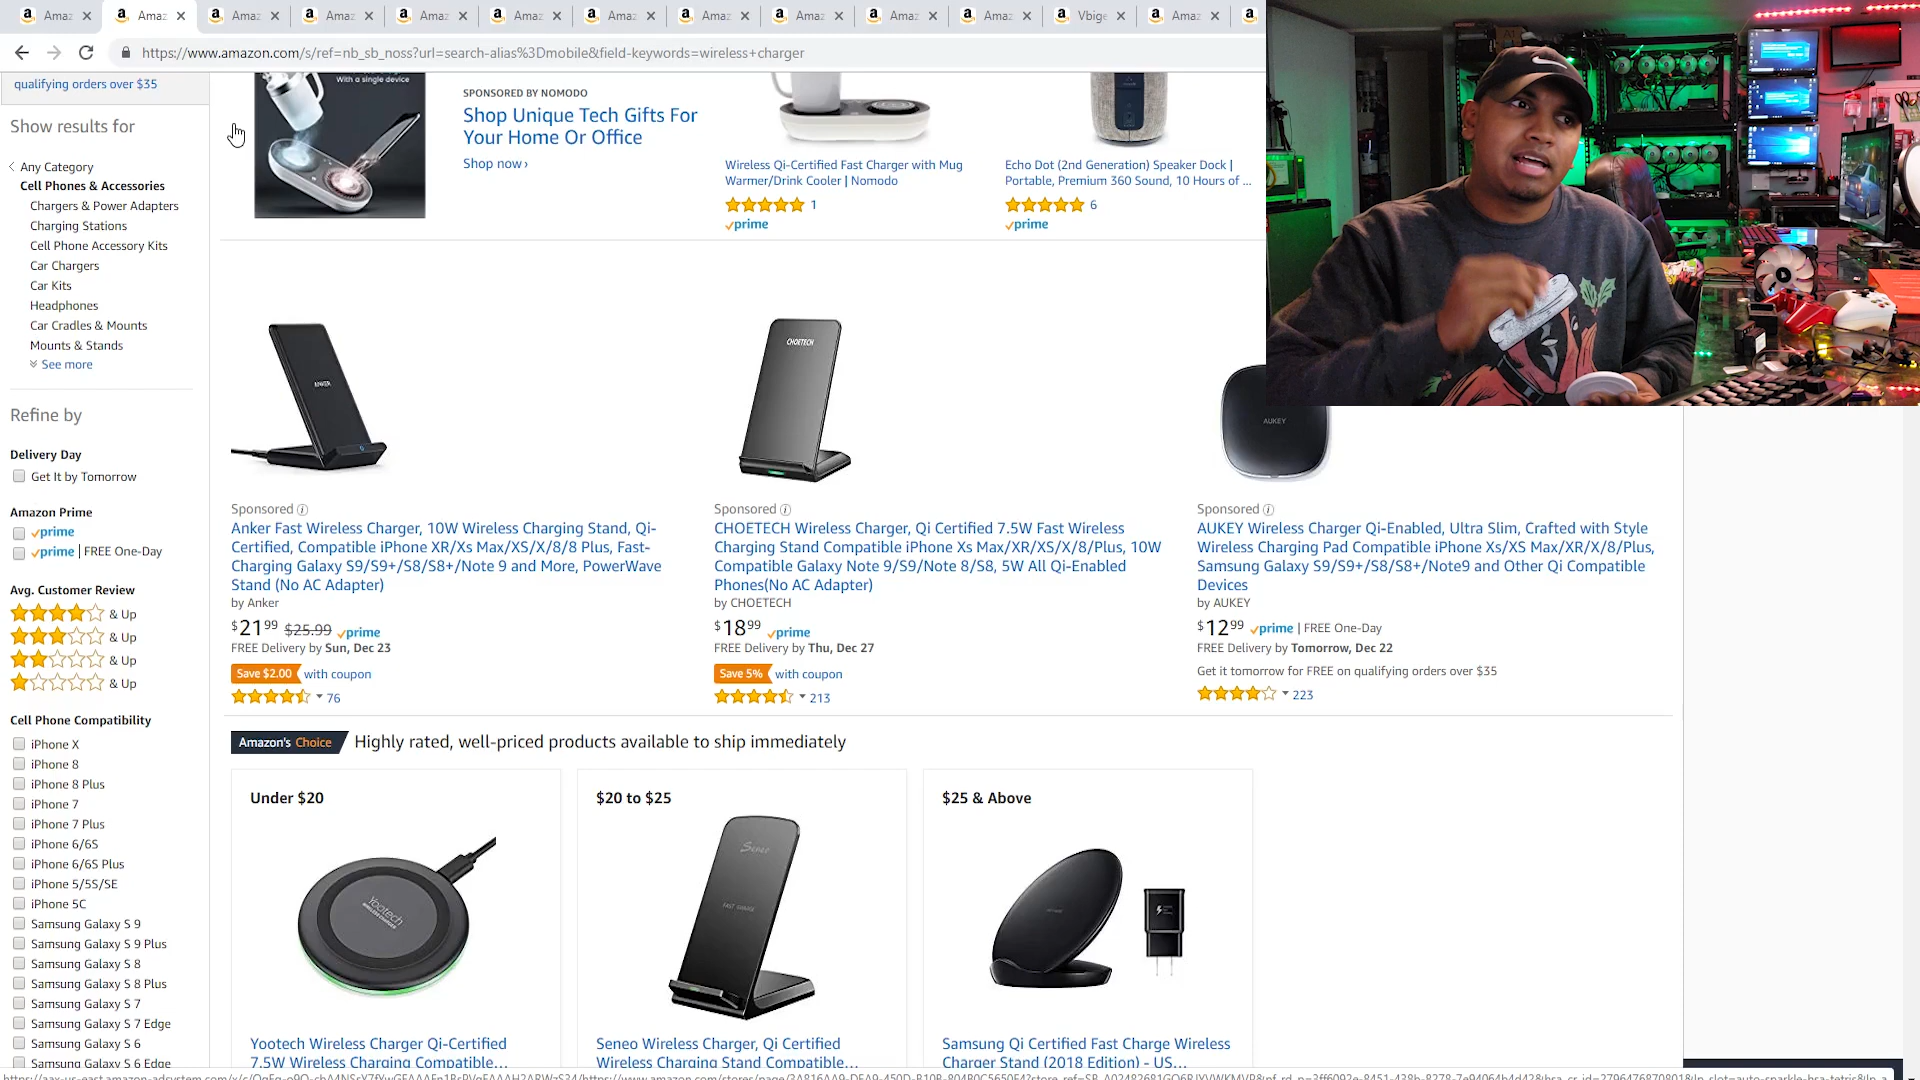 Amaz
Amaz
Amaz
Amaz
Amaz
Amaz
Amaz
Amaz
Amaz
Amaz
Amaz
Vbige
Amaz
https://www.amazon.com/s/ref=nb_sb_noss?url=search-alias%3Dmobile&field-keywords=wireless+charger
qualifying orders over $35
Show results for
Any Category
Cell Phones & Accessories
Chargers & Power Adapters
Charging Stations
Cell Phone Accessory Kits
Car Chargers
Car Kits
Headphones
Car Cradles & Mounts
Mounts & Stands
See more
Refine by
Delivery Day
Get It by Tomorrow
Amazon Prime
prime
prime | FREE One-Day
Avg. Customer Review
& Up
& Up
& Up
& Up
Cell Phone Compatibility
iPhone X
iPhone 8
iPhone 8 Plus
iPhone 7
iPhone 7 Plus
iPhone 6/6S
iPhone 6/6S Plus
iPhone 5/5S/SE
iPhone 5C
Samsung Galaxy S 9
Samsung Galaxy S 9 Plus
Samsung Galaxy S 8
Samsung Galaxy S 8 Plus
Samsung Galaxy S 7
Samsung Galaxy S 7 Edge
Samsung Galaxy S 6
Samsung Galaxy S 6 Edge
With a single device
SPONSORED BY NOMODO
Shop Unique Tech Gifts For
Your Home Or Office
Shop now ›
Wireless Qi-Certified Fast Charger with Mug
Warmer/Drink Cooler | Nomodo
1
prime
Echo Dot (2nd Generation) Speaker Dock |
Portable, Premium 360 Sound, 10 Hours of ...
6
prime
ANKER
Sponsored
Anker Fast Wireless Charger, 10W Wireless Charging Stand, Qi-
Certified, Compatible iPhone XR/Xs Max/XS/X/8/8 Plus, Fast-
Charging Galaxy S9/S9+/S8/S8+/Note 9 and More, PowerWave
Stand (No AC Adapter)
by Anker
$21 99 $25.99 prime
FREE Delivery by Sun, Dec 23
Save $2.00 with coupon
76
CHOETECH
Sponsored
CHOETECH Wireless Charger, Qi Certified 7.5W Fast Wireless
Charging Stand Compatible iPhone Xs Max/XR/XS/X/8/Plus, 10W
Compatible Galaxy Note 9/S9/Note 8/S8, 5W All Qi-Enabled
Phones(No AC Adapter)
by CHOETECH
$18 99 prime
FREE Delivery by Thu, Dec 27
Save 5% with coupon
213
AUKEY
Sponsored
AUKEY Wireless Charger Qi-Enabled, Ultra Slim, Crafted with Style
Wireless Charging Pad Compatible iPhone Xs/XS Max/XR/X/8/Plus,
Samsung Galaxy S9/S9+/S8/S8+/Note9 and Other Qi Compatible
Devices
by AUKEY
$12 99 prime | FREE One-Day
FREE Delivery by Tomorrow, Dec 22
Get it tomorrow for FREE on qualifying orders over $35
223
Amazon's Choice Highly rated, well-priced products available to ship immediately
Under $20
Yootech
Yootech Wireless Charger Qi-Certified
7.5W Wireless Charging Compatible...
$20 to $25
Seneo
FAST CHARGE
Seneo Wireless Charger, Qi Certified
Wireless Charging Stand Compatible...
$25 & Above
Samsung Qi Certified Fast Charge Wireless
Charger Stand (2018 Edition) - US...